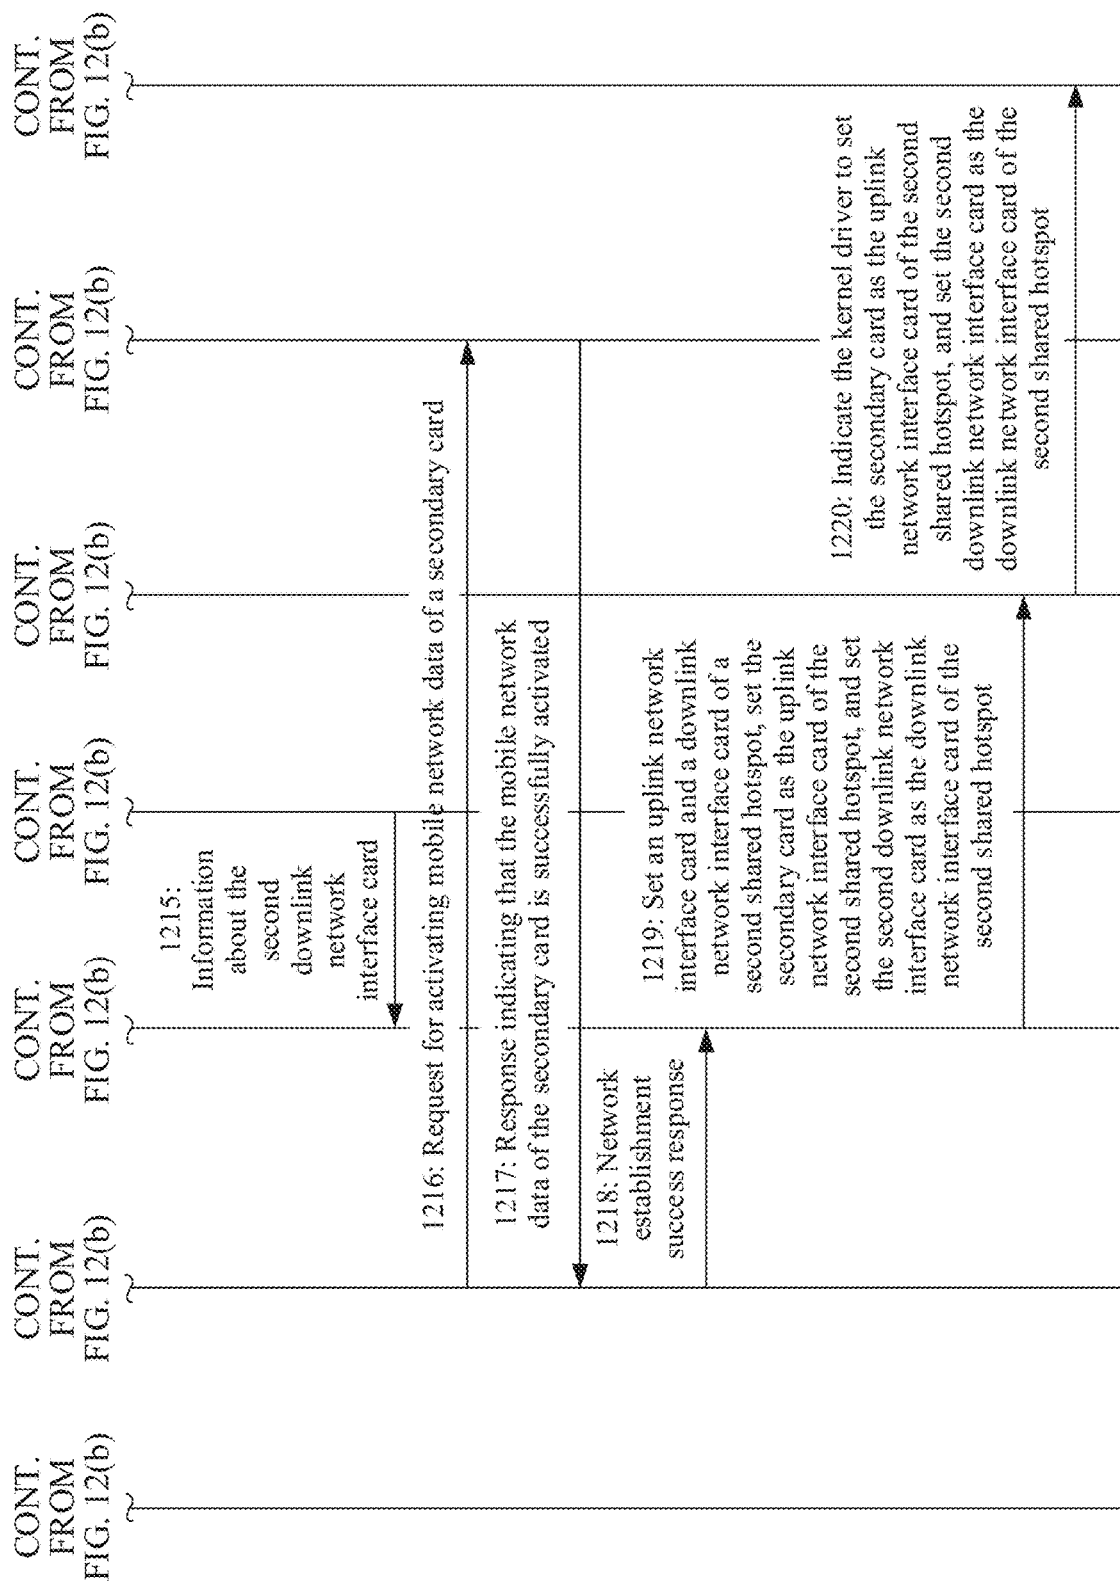 CONT.
FROM
FIG. 12(b)
CONT.
FROM
FIG. 12(b)
CONT.
FROM
FIG. 12(b)
CONT.
FROM
FIG. 12(b)
CONT.
FROM
FIG. 12(b)
CONT.
FROM
FIG. 12(b)
CONT.
FROM
FIG. 12(b)
1215:
Information
about the
second
downlink
network
interface card
1216: Request for activating mobile network data of a secondary card
1217: Response indicating that the mobile network
data of the secondary card is successfully activated
1218: Network
establishment
success response
1219: Set an uplink network
interface card and a downlink
network interface card of a
second shared hotspot, set the
secondary card as the uplink
network interface card of the
second shared hotspot, and set
the second downlink network
interface card as the downlink
network interface card of the
second shared hotspot
1220: Indicate the kernel driver to set
the secondary card as the uplink
network interface card of the second
shared hotspot, and set the second
downlink network interface card as the
downlink network interface card of the
second shared hotspot